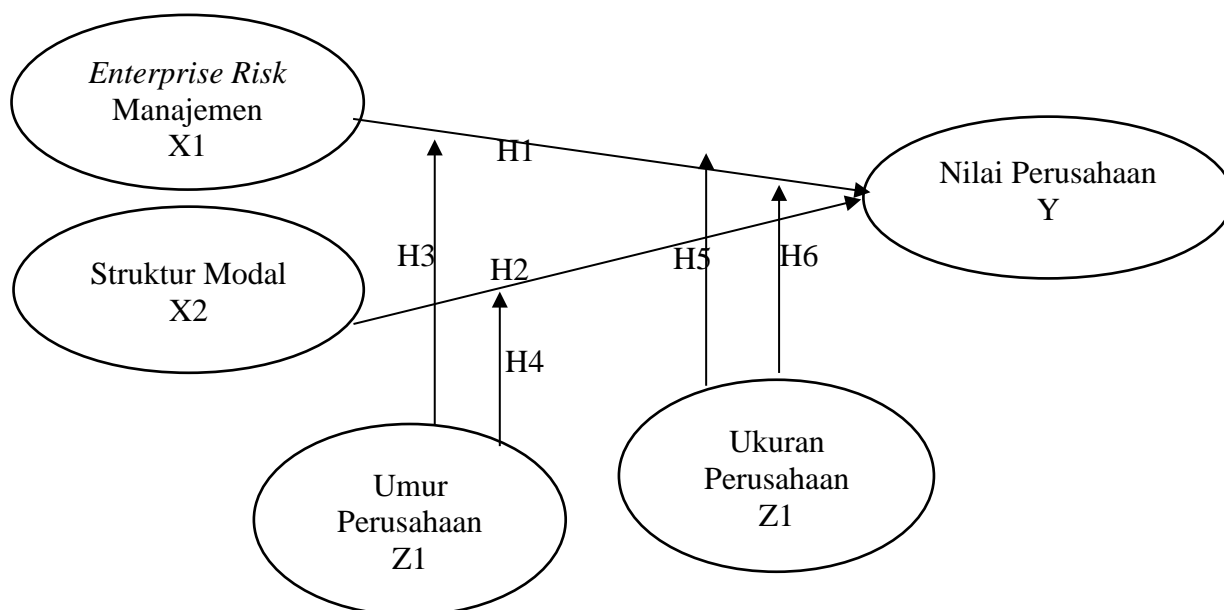 Enterprise Risk
Manajemen
X1
H1
Nilai Perusahaan
Y
Struktur Modal
X2
H3
H2
H5
H6
H4
Umur
Perusahaan
Z1
Ukuran
Perusahaan
Z1